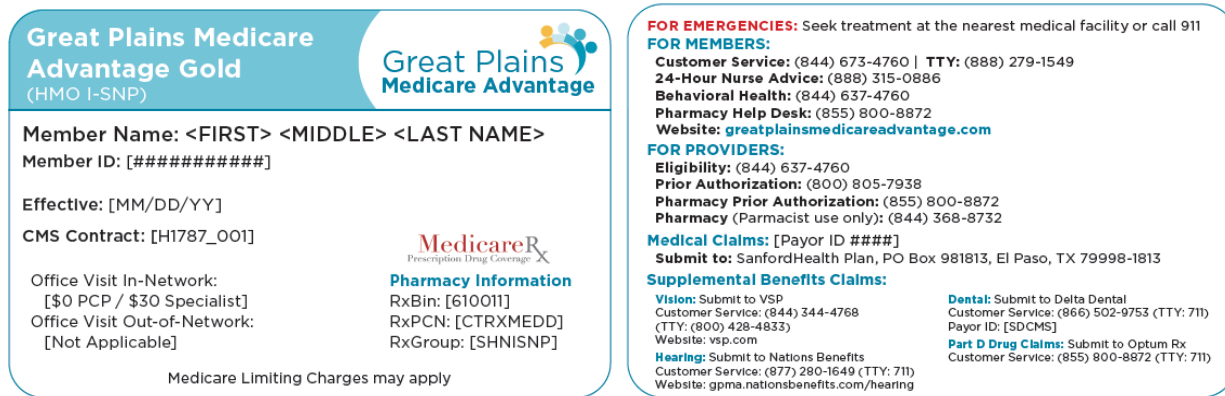 Great Plains Medicare
Advantage Gold
(HMO I-SNP)
Great Plains
Medicare Advantage
Member Name: <FIRST> <MIDDLE> <LAST NAME>
Member ID: [###########]
Effective: [MM/DD/YY]
CMS Contract: [H1787_001]
MedicareRx
Prescription Drug Coverage
Office Visit In-Network:
[$0 PCP / $30 Specialist]
Office Visit Out-of-Network:
[Not Applicable]
Pharmacy Information
RxBin: [610011]
RxPCN: [CTRXMEDD]
RxGroup: [SHNISNP]
Medicare Limiting Charges may apply
FOR EMERGENCIES: Seek treatment at the nearest medical facility or call 911
FOR MEMBERS:
Customer Service: (844) 673-4760 | TTY: (888) 279-1549
24-Hour Nurse Advice: (888) 315-0886
Behavioral Health: (844) 637-4760
Pharmacy Help Desk: (855) 800-8872
Website: greatplainsmedicareadvantage.com
FOR PROVIDERS:
Eligibility: (844) 637-4760
Prior Authorization: (800) 805-7938
Pharmacy Prior Authorization: (855) 800-8872
Pharmacy (Parmacist use only): (844) 368-8732
Medical Claims: [Payor ID ####]
Submit to: SanfordHealth Plan, PO Box 981813, El Paso, TX 79998-1813
Supplemental Benefits Claims:
Vision: Submit to VSP
Customer Service: (844) 344-4768
(TTY: (800) 428-4833)
Website: vsp.com
Hearing: Submit to Nations Benefits
Customer Service: (877) 280-1649 (TTY: 711)
Website: gpma.nationsbenefits.com/hearing
Dental: Submit to Delta Dental
Customer Service: (866) 502-9753 (TTY: 711)
Payor ID: [SDCMS]
Part D Drug Claims: Submit to Optum Rx
Customer Service: (855) 800-8872 (TTY: 711)